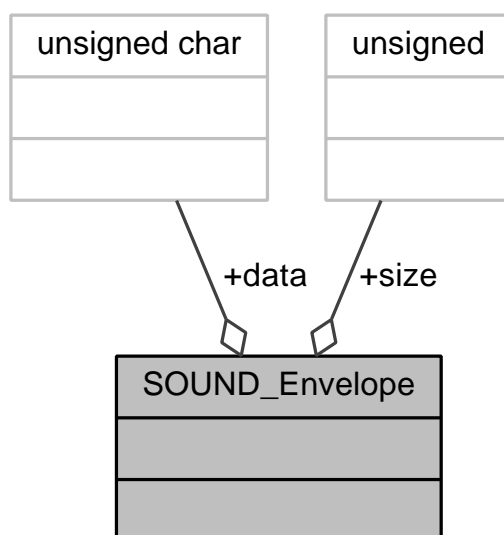 unsigned char
unsigned
+data
+size
SOUND_Envelope